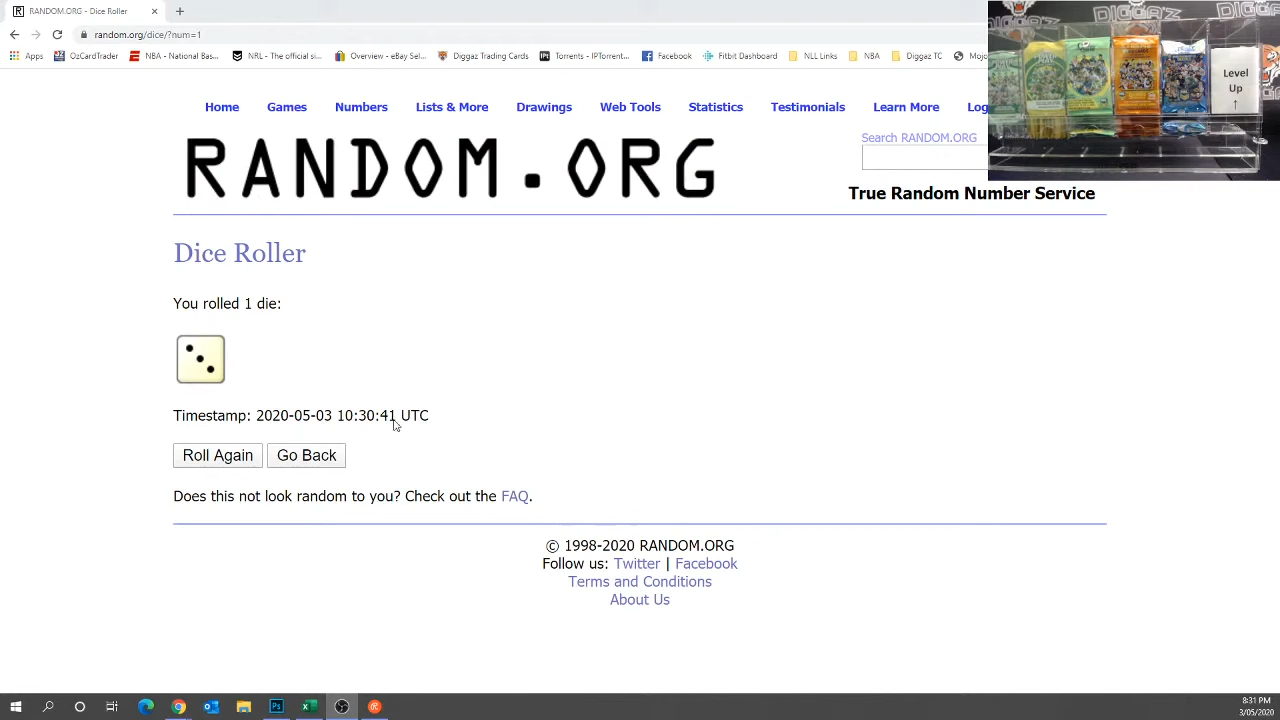 RANDOM.ORG - Dice Roller
random.org/dice/?num=1
Apps OzCardTrader NBA - National Bas... NRL - The official si... Overview - eBay Sel... Diggaz Trading Cards Torrents - IPTorrent... Facebook Fitbit Dashboard NLL Links NBA Diggaz TC
Home Games Numbers Lists & More Drawings Web Tools Statistics Testimonials Learn More Log
RANDOM.ORG
Search RANDOM.ORG
True Random Number Service
Dice Roller
You rolled 1 die:
Timestamp: 2020-05-03 10:30:41 UTC
Roll Again Go Back
Does this not look random to you? Check out the FAQ.
© 1998-2020 RANDOM.ORG
Follow us: Twitter | Facebook
Terms and Conditions
About Us
DIGGA'Z
Level
Up
8:31 PM
3/05/2020